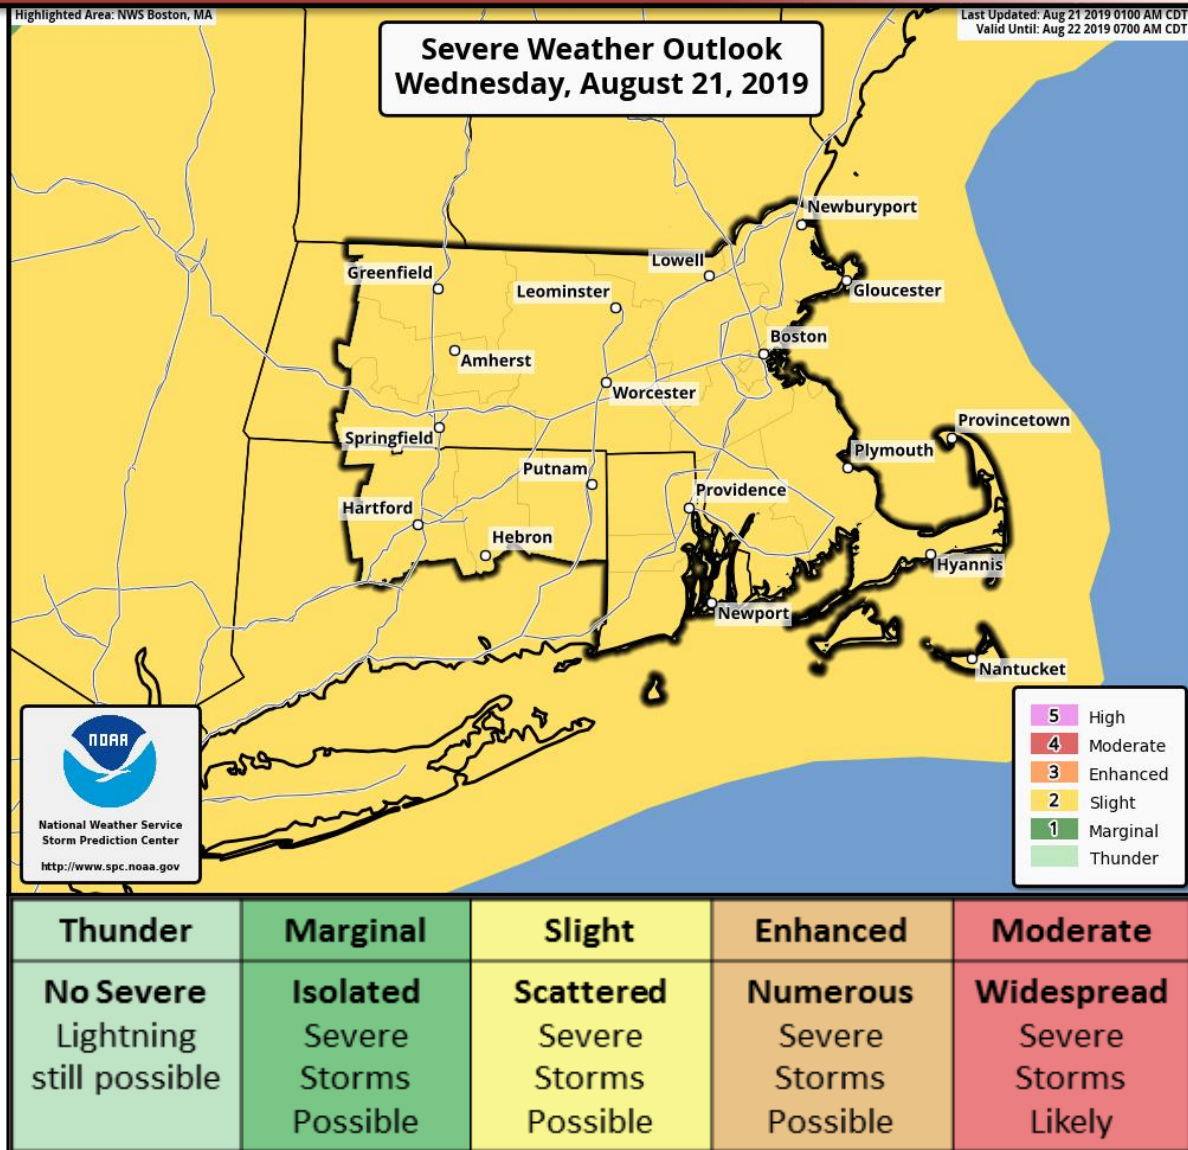 Highlighted Area: NWS Boston, MA
Last Updated: Aug 21 2019 0100 AM CDT
Valid Until: Aug 22 2019 0700 AM CDT
Severe Weather Outlook
Wednesday, August 21, 2019
Newburyport
Lowell
Greenfield
Leominster
Gloucester
Boston
Amherst
Worcester
Provincetown
Springfield
Plymouth
Putnam
Providence
Hartford
Hebron
Hyannis
Newport
Nantucket
NOAA
National Weather Service
Storm Prediction Center
http://www.spc.noaa.gov
5 High
4 Moderate
3 Enhanced
2 Slight
1 Marginal
Thunder
Thunder
No Severe
Lightning
still possible
Marginal
Isolated
Severe
Storms
Possible
Slight
Scattered
Severe
Storms
Possible
Enhanced
Numerous
Severe
Storms
Possible
Moderate
Widespread
Severe
Storms
Likely